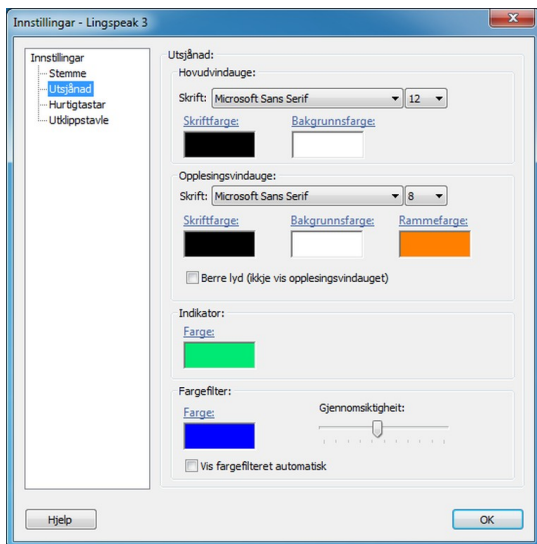 Innstillingar - Lingspeak 3
Innstillingar
Stemme
Utsjånad
Hurtigtastar
Utklippstavle
Utsjånad:
Hovudvindauge:
Skrift: Microsoft Sans Serif 12
Skriftfarge: Bakgrunnsfarge:
Opplesingsvindauge:
Skrift: Microsoft Sans Serif 8
Skriftfarge: Bakgrunnsfarge: Rammefarge:
Berre lyd (ikkje vis opplesingsvindauget)
Indikator:
Farge:
Fargefilter:
Farge: Gjennomsiktigheit:
Vis fargefilteret automatisk
Hjelp OK